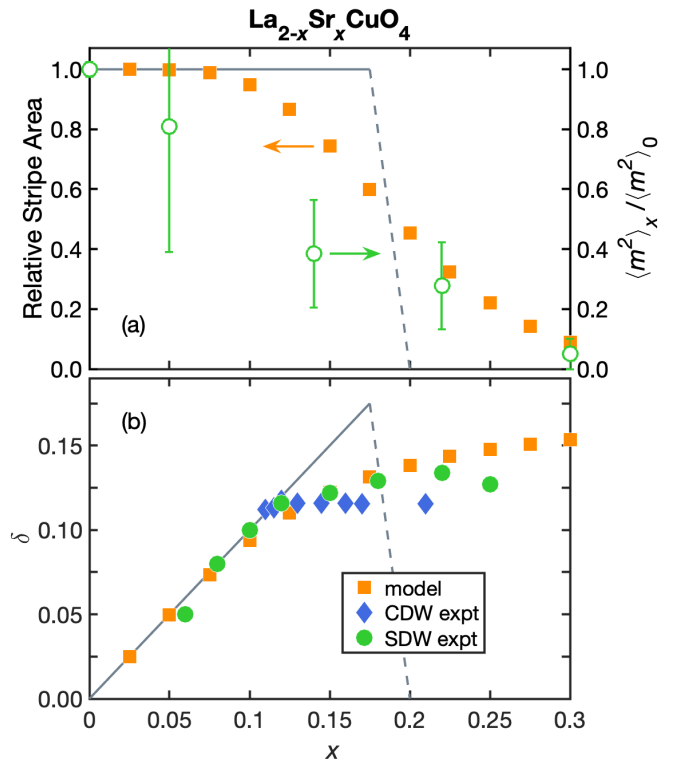 La2-xSrxCuO4
1.0 1.0
0.8 0.8
0.6 0.6
0.4 0.4
0.2 0.2
0.0 0.0
Relative Stripe Area
⟨m²⟩x / ⟨m²⟩0
(a)
(b)
0.15
0.10
0.05
0.00
δ
model
CDW expt
SDW expt
0 0.05 0.1 0.15 0.2 0.25 0.3
x